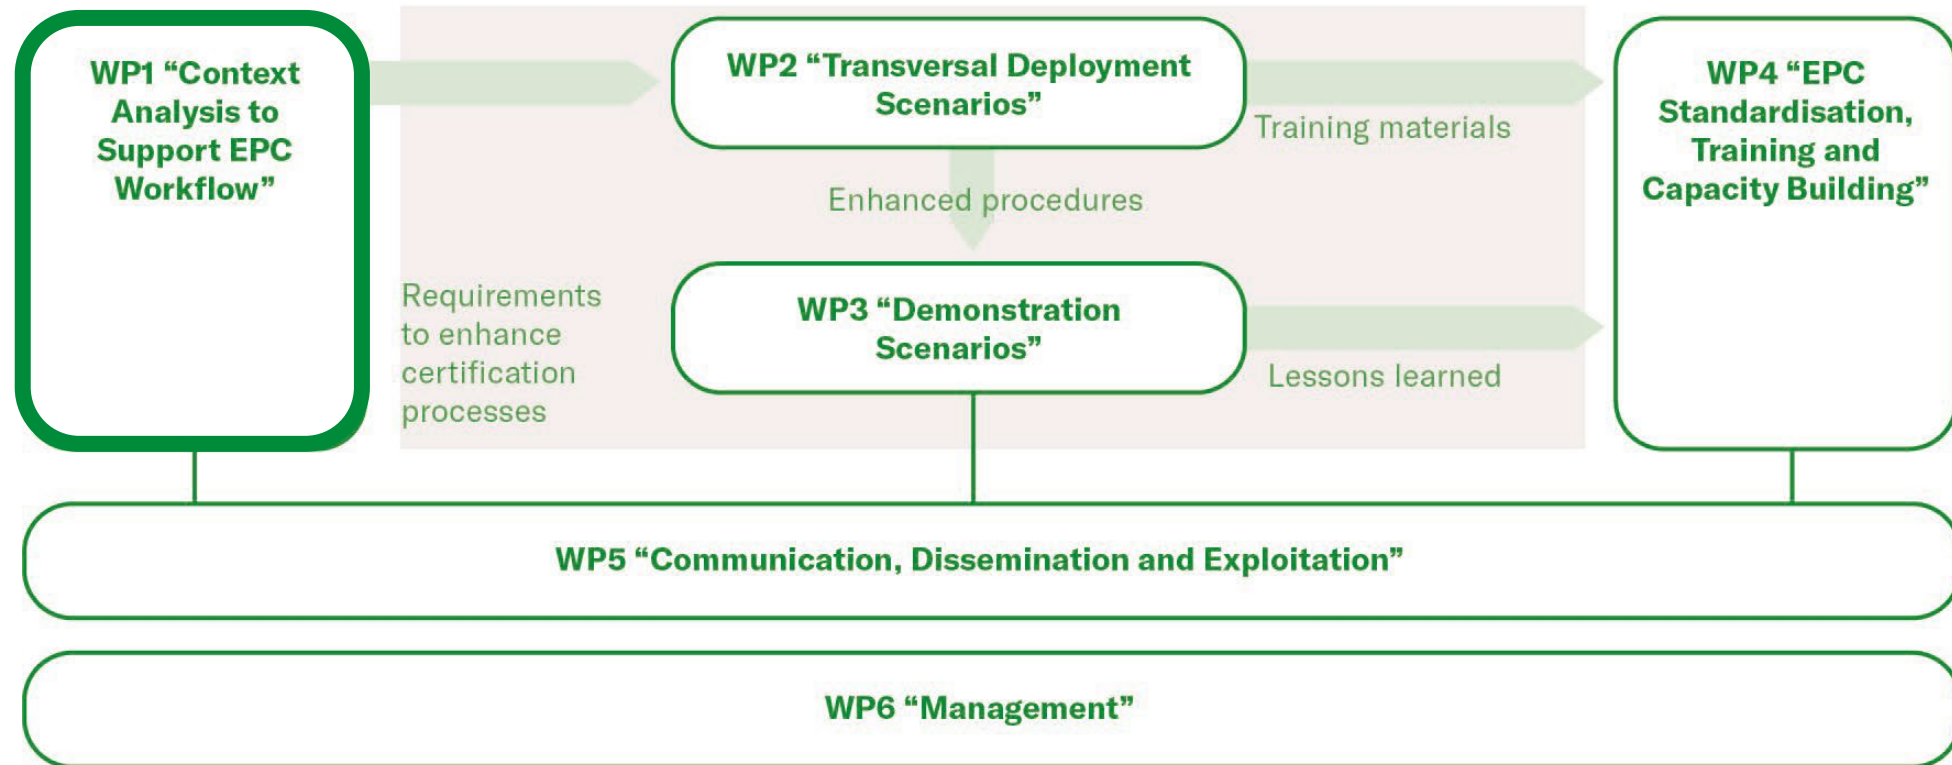 WP1 “Context
Analysis to
Support EPC
Workflow”
WP2 “Transversal Deployment
Scenarios”
Training materials
Enhanced procedures
WP4 “EPC
Standardisation,
Training and
Capacity Building”
Requirements
to enhance
certification
processes
WP3 “Demonstration
Scenarios”
Lessons learned
WP5 “Communication, Dissemination and Exploitation”
WP6 “Management”